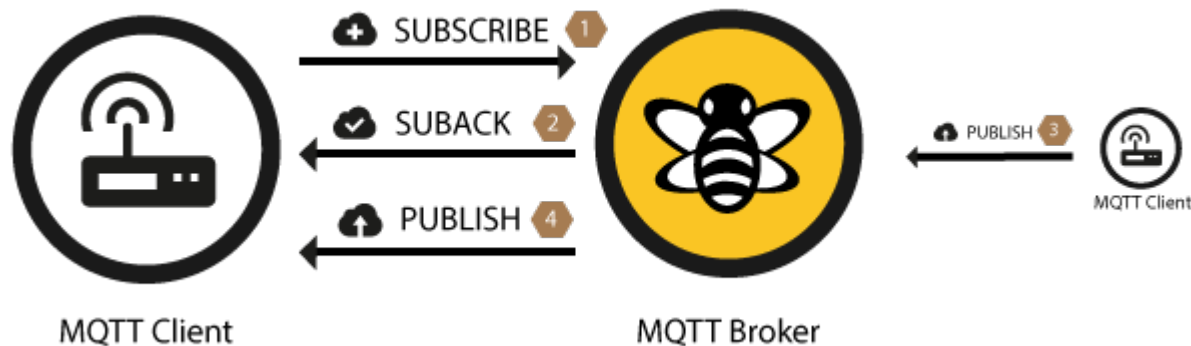 SUBSCRIBE 1
SUBACK 2
PUBLISH 3
PUBLISH 4
MQTT Client
MQTT Client
MQTT Broker